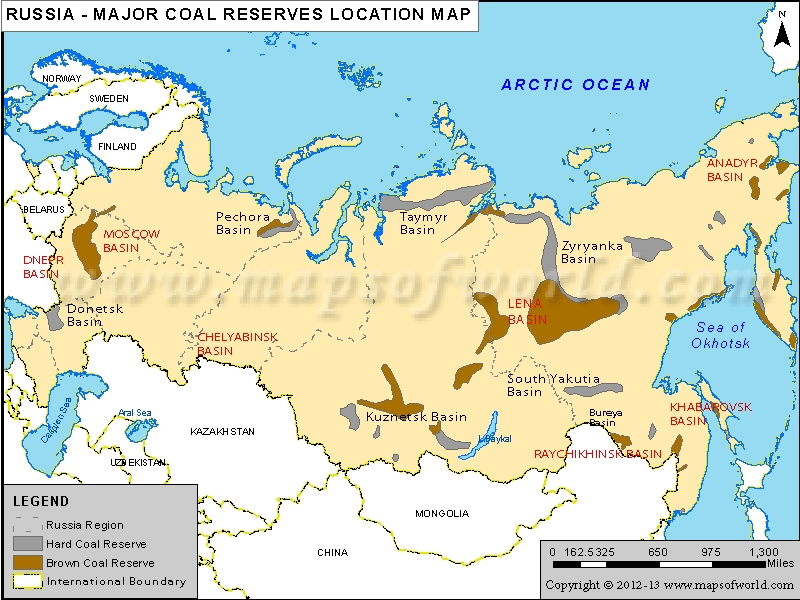 RUSSIA - MAJOR COAL RESERVES LOCATION MAP
N
ARCTIC OCEAN
NORWAY
SWEDEN
FINLAND
BELARUS
MOSCOW
BASIN
DNEPR
BASIN
Donetsk
Basin
Pechora
Basin
Taymyr
Basin
Zyryanka
Basin
ANADYR
BASIN
www.mapsofworld.com
LENA
BASIN
CHELYABINSK
BASIN
Sea of
Okhotsk
South Yakutia
Basin
Kuznetsk Basin
Bureya
Basin
KHABAROVSK
BASIN
RAYCHIKHINSK BASIN
L.Baykal
Caspian Sea
Aral Sea
KAZAKHSTAN
UZBEKISTAN
MONGOLIA
CHINA
LEGEND
Russia Region
Hard Coal Reserve
Brown Coal Reserve
International Boundary
0 162.5 325 650 975 1,300
Miles
Copyright © 2012-13 www.mapsofworld.com